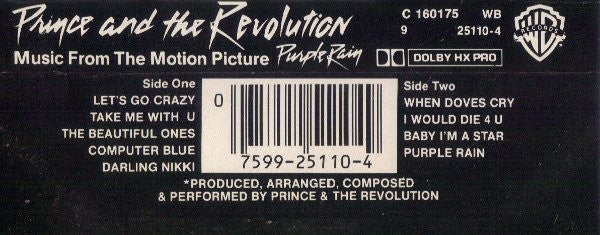 Prince and the Revolution
C 160175 WB
9 25110-4
WB
RECORDS
Music From The Motion Picture Purple Rain
DOLBY HX PRO
Side One
LET'S GO CRAZY
TAKE ME WITH U
THE BEAUTIFUL ONES
COMPUTER BLUE
DARLING NIKKI
0
7599-25110-4
Side Two
WHEN DOVES CRY
I WOULD DIE 4 U
BABY I'M A STAR
PURPLE RAIN
*PRODUCED, ARRANGED, COMPOSED
& PERFORMED BY PRINCE & THE REVOLUTION